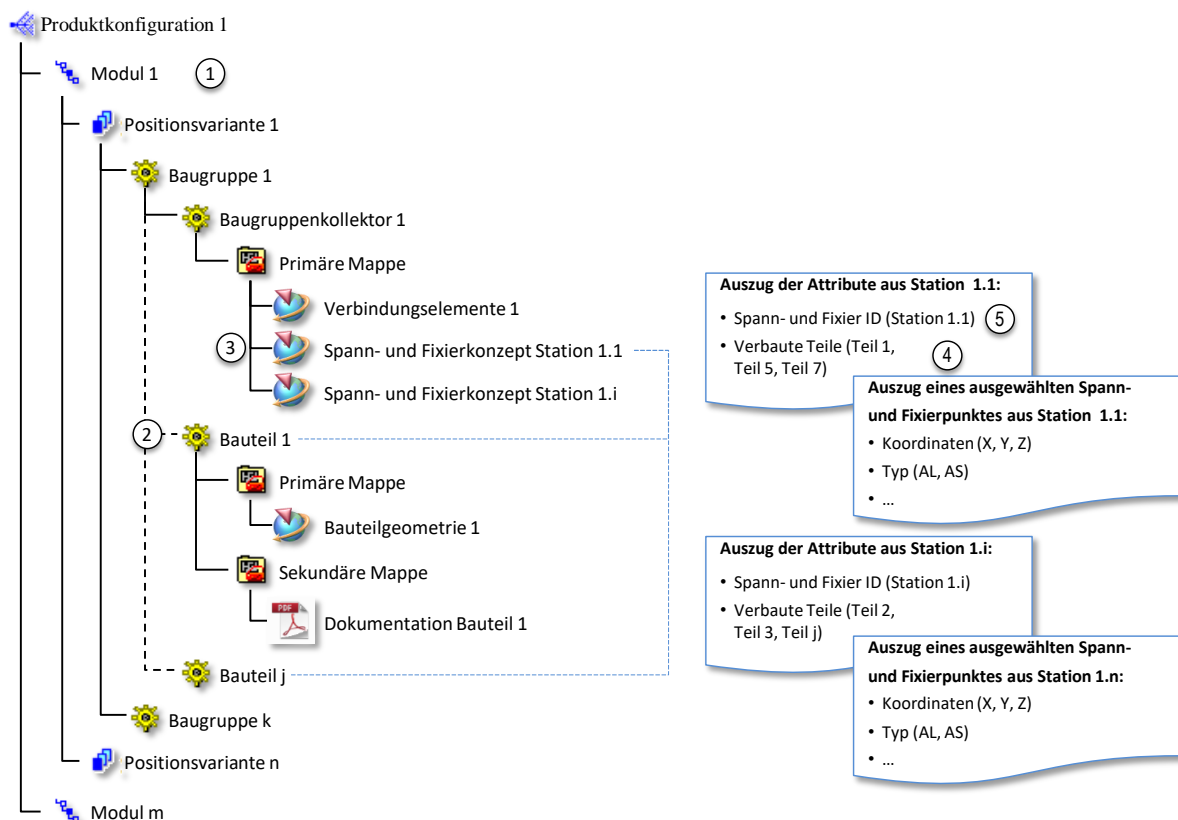 Produktkonfiguration 1
Modul 1
1
Positionsvariante 1
Baugruppe 1
Baugruppenkollektor 1
Primäre Mappe
Verbindungselemente 1
3
Spann- und Fixierkonzept Station 1.1
Spann- und Fixierkonzept Station 1.i
2
Bauteil 1
Primäre Mappe
Bauteilgeometrie 1
Sekundäre Mappe
PDF
Dokumentation Bauteil 1
Bauteil j
Baugruppe k
Positionsvariante n
Modul m
Auszug der Attribute aus Station 1.1:
• Spann- und Fixier ID (Station 1.1)
5
• Verbaute Teile (Teil 1,
Teil 5, Teil 7)
4
Auszug eines ausgewählten Spann-
und Fixierpunktes aus Station 1.1:
• Koordinaten (X, Y, Z)
• Typ (AL, AS)
• ...
Auszug der Attribute aus Station 1.i:
• Spann- und Fixier ID (Station 1.i)
• Verbaute Teile (Teil 2,
Teil 3, Teil j)
Auszug eines ausgewählten Spann-
und Fixierpunktes aus Station 1.n:
• Koordinaten (X, Y, Z)
• Typ (AL, AS)
• ...